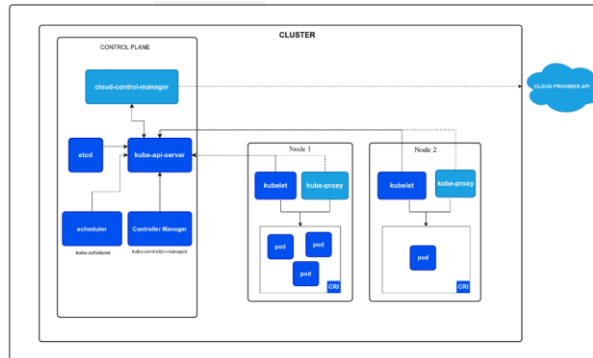 CLUSTER
CONTROL PLANE
cloud-control-manager
CLOUD PROVIDER API
etcd
kube-api-server
Node 1
Node 2
kubelet
kube-proxy
kubelet
kube-proxy
scheduler
Controller Manager
kube-scheduler
kube-controller-manager
pod
pod
pod
pod
CRI
CRI